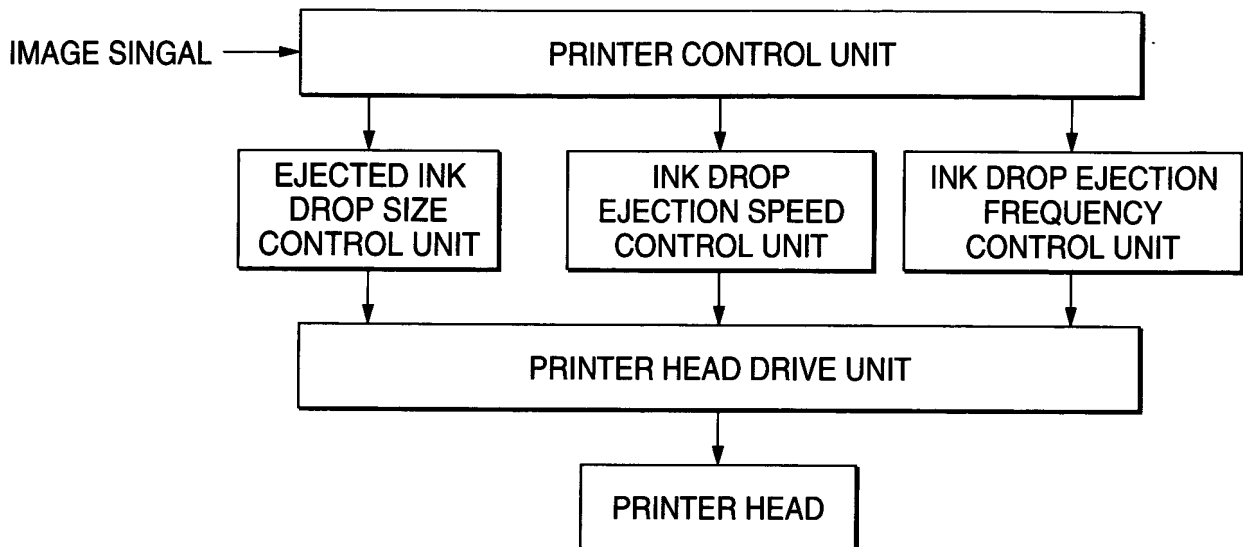 IMAGE SINGAL
PRINTER CONTROL UNIT
EJECTED INK
DROP SIZE
CONTROL UNIT
INK DROP
EJECTION SPEED
CONTROL UNIT
INK DROP EJECTION
FREQUENCY
CONTROL UNIT
PRINTER HEAD DRIVE UNIT
PRINTER HEAD